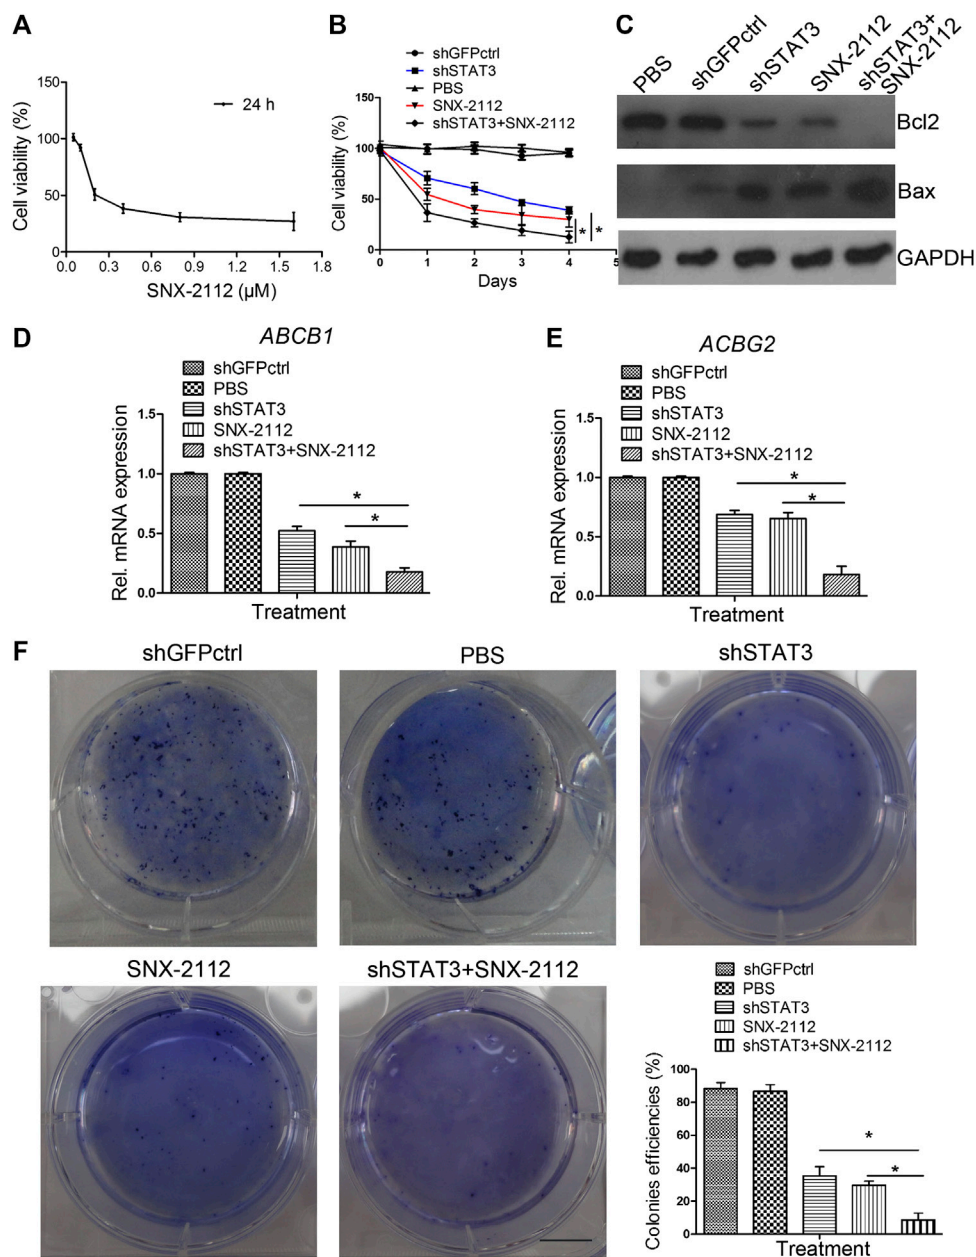 A
Cell viability (%)
150
100
50
0
24 h
0.0 0.3 0.6 0.9 1.2 1.5 1.8
SNX-2112 (µM)
B
shGFPctrl
shSTAT3
PBS
SNX-2112
shSTAT3+SNX-2112
Cell viability (%)
150
100
50
0
* *
0 1 2 3 4 5
Days
C
PBS
shGFPctrl
shSTAT3
SNX-2112
shSTAT3+
SNX-2112
Bcl2
Bax
GAPDH
D
ABCB1
shGFPctrl
PBS
shSTAT3
SNX-2112
shSTAT3+SNX-2112
Rel. mRNA expression
1.5
1.0
0.5
0.0
*
*
Treatment
E
ACBG2
shGFPctrl
PBS
shSTAT3
SNX-2112
shSTAT3+SNX-2112
Rel. mRNA expression
1.5
1.0
0.5
0.0
*
*
Treatment
F
shGFPctrl
PBS
shSTAT3
SNX-2112
shSTAT3+SNX-2112
shGFPctrl
PBS
shSTAT3
SNX-2112
shSTAT3+SNX-2112
Colonies efficiencies (%)
100
80
60
40
20
0
*
*
Treatment